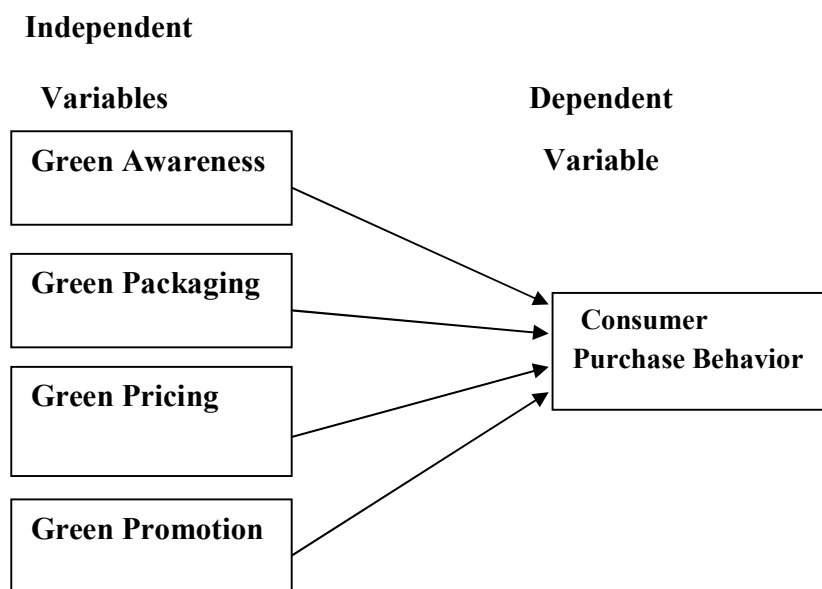 Independent
Variables
Green Awareness
Green Packaging
Green Pricing
Green Promotion
Dependent
Variable
Consumer
Purchase Behavior